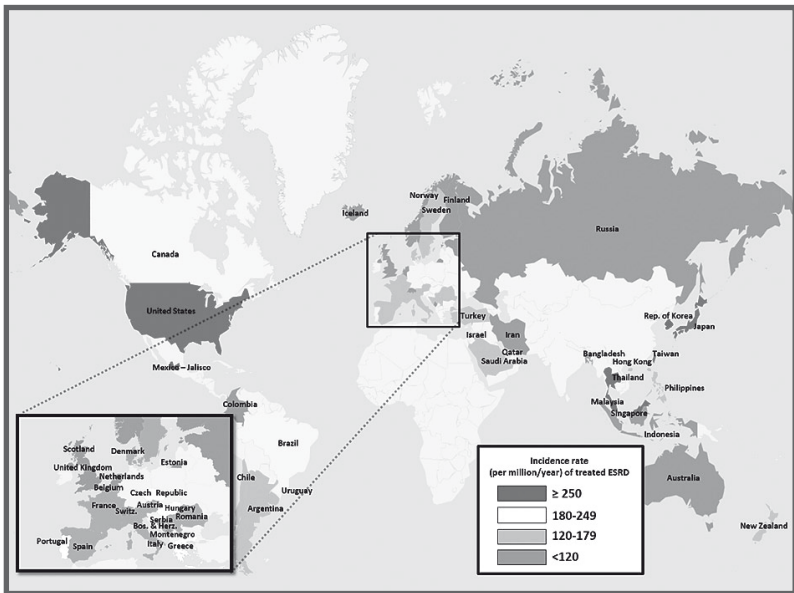 Norway
Finland
Sweden
Iceland
Russia
Canada
United States
Turkey
Rep. of Korea
Japan
Israel
Iran
Qatar
Saudi Arabia
Bangladesh
Taiwan
Hong Kong
Mexico – Jalisco
Thailand
Philippines
Malaysia
Singapore
Indonesia
Colombia
Brazil
Chile
Uruguay
Argentina
Australia
New Zealand
Scotland
Denmark
Estonia
United Kingdom
Netherlands
Belgium
Czech Republic
France
Austria
Hungary
Switz.
Romania
Serbia
Bos. & Herz.
Montenegro
Portugal
Spain
Italy
Greece
Incidence rate
(per million/year) of treated ESRD
≥ 250
180-249
120-179
<120